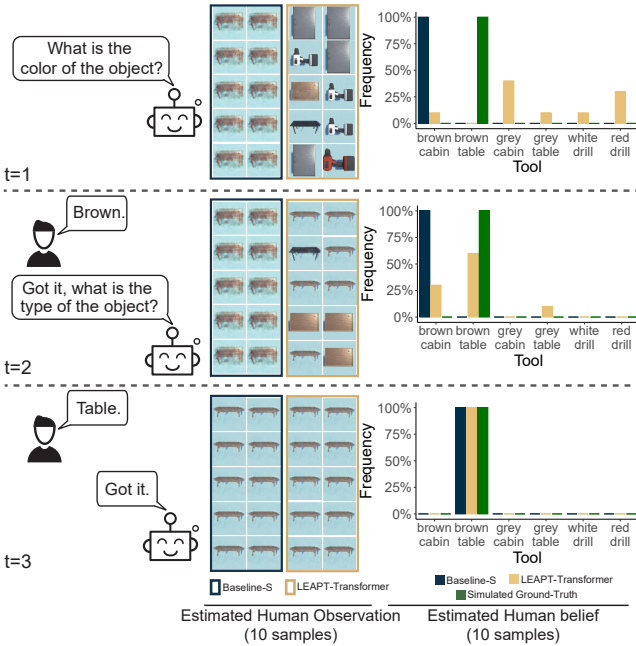 What is the
color of the object?
t=1
Frequency
100%
75%
50%
25%
0%
brown
cabin
brown
table
grey
cabin
grey
table
white
drill
red
drill
Tool
Brown.
Got it, what is the
type of the object?
t=2
Frequency
100%
75%
50%
25%
0%
brown
cabin
brown
table
grey
cabin
grey
table
white
drill
red
drill
Tool
Table.
Got it.
t=3
Frequency
100%
75%
50%
25%
0%
brown
cabin
brown
table
grey
cabin
grey
table
white
drill
red
drill
Tool
Baseline-S LEAPT-Transformer
Baseline-S LEAPT-Transformer
Simulated Ground-Truth
Estimated Human Observation
(10 samples)
Estimated Human belief
(10 samples)